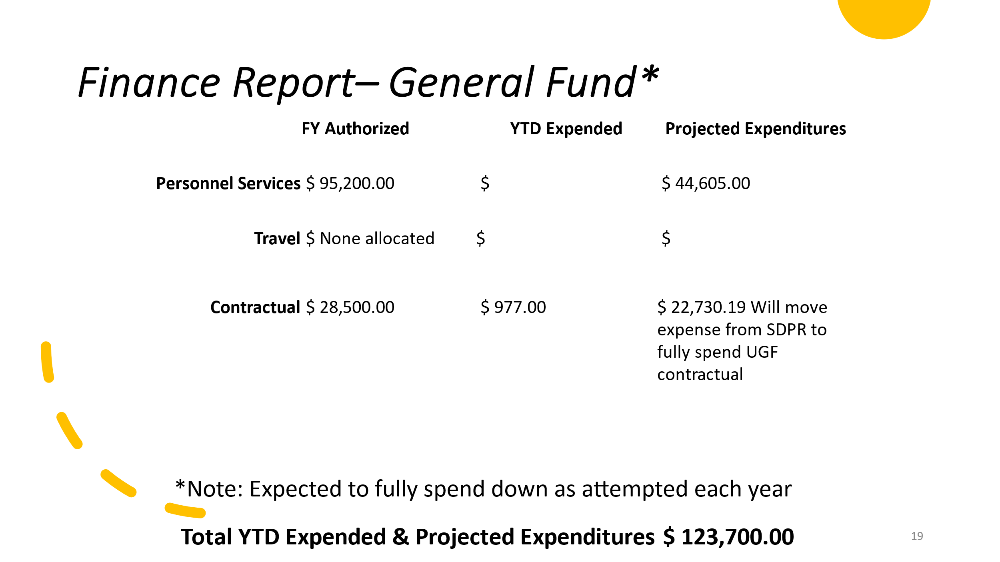 Finance Report– General Fund*
FY Authorized YTD Expended Projected Expenditures
Personnel Services $ 95,200.00 $ $ 44,605.00
Travel $ None allocated $ $
Contractual $ 28,500.00 $ 977.00 $ 22,730.19 Will move
expense from SDPR to
fully spend UGF
contractual
*Note: Expected to fully spend down as attempted each year
Total YTD Expended & Projected Expenditures $ 123,700.00
19